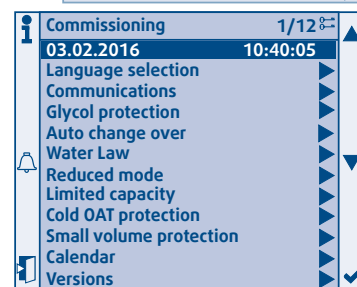 Commissioning 1/12
03.02.2016 10:40:05
Language selection
Communications
Glycol protection
Auto change over
Water Law
Reduced mode
Limited capacity
Cold OAT protection
Small volume protection
Calendar
Versions